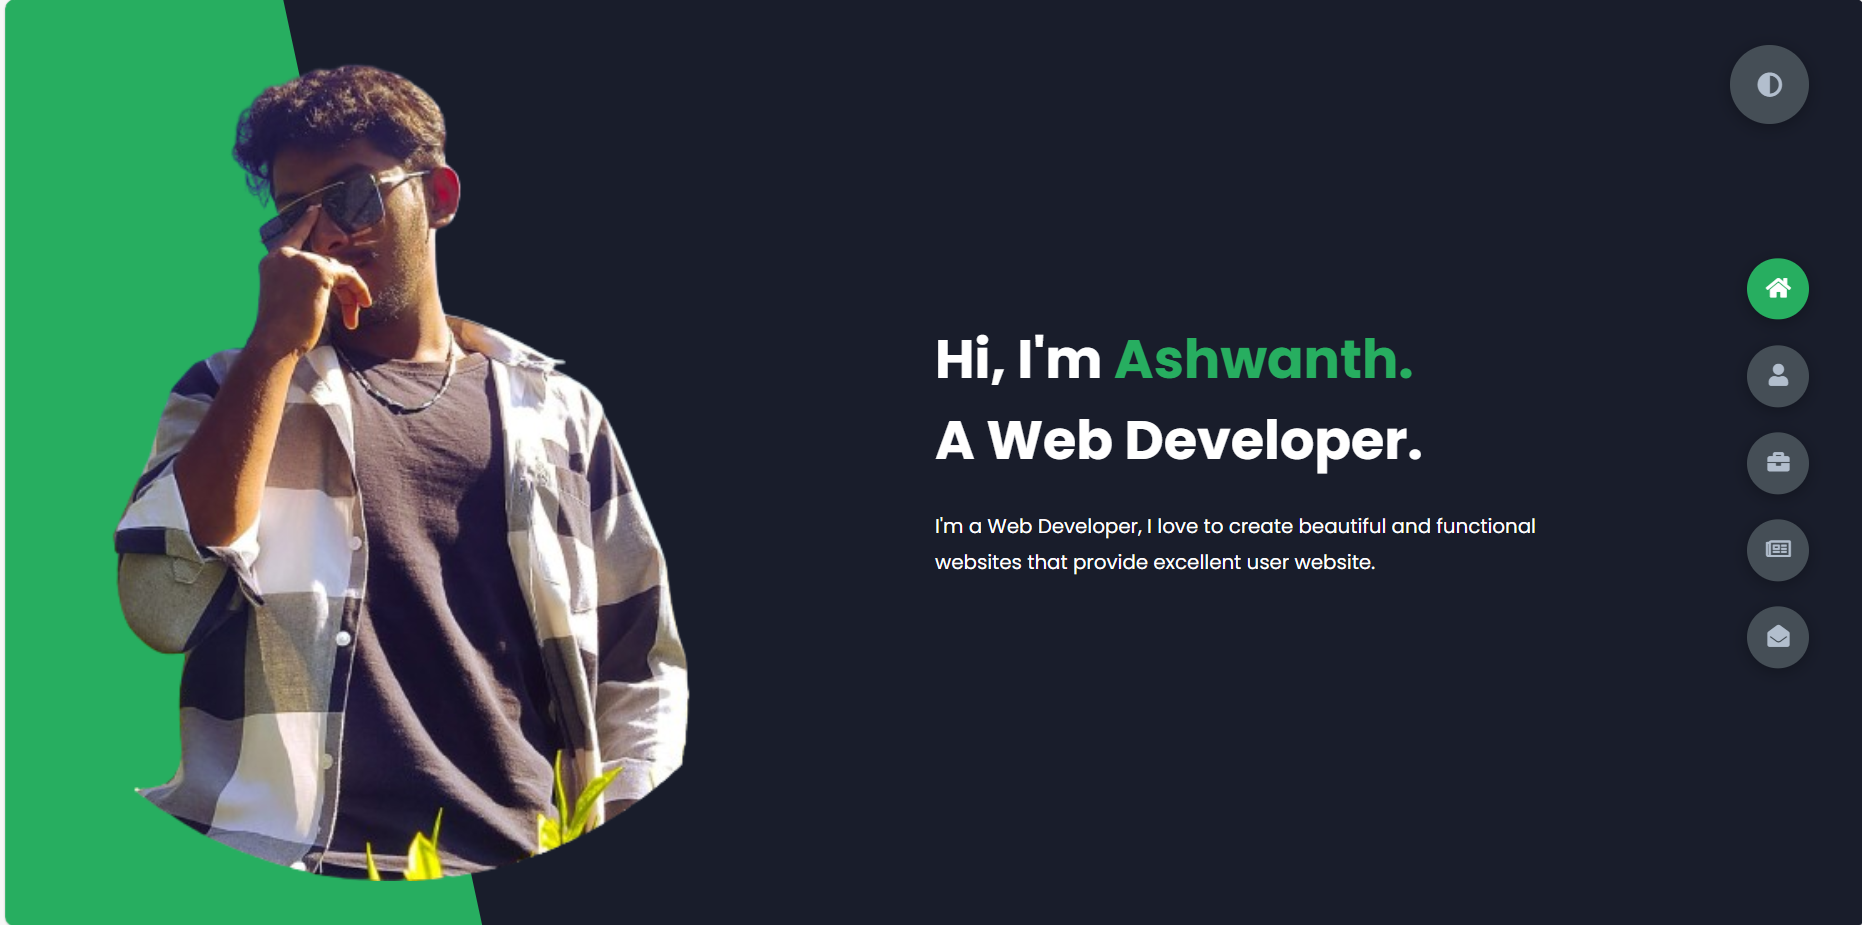 Hi, I'm Ashwanth.
A Web Developer.
I'm a Web Developer, I love to create beautiful and functional
websites that provide excellent user website.